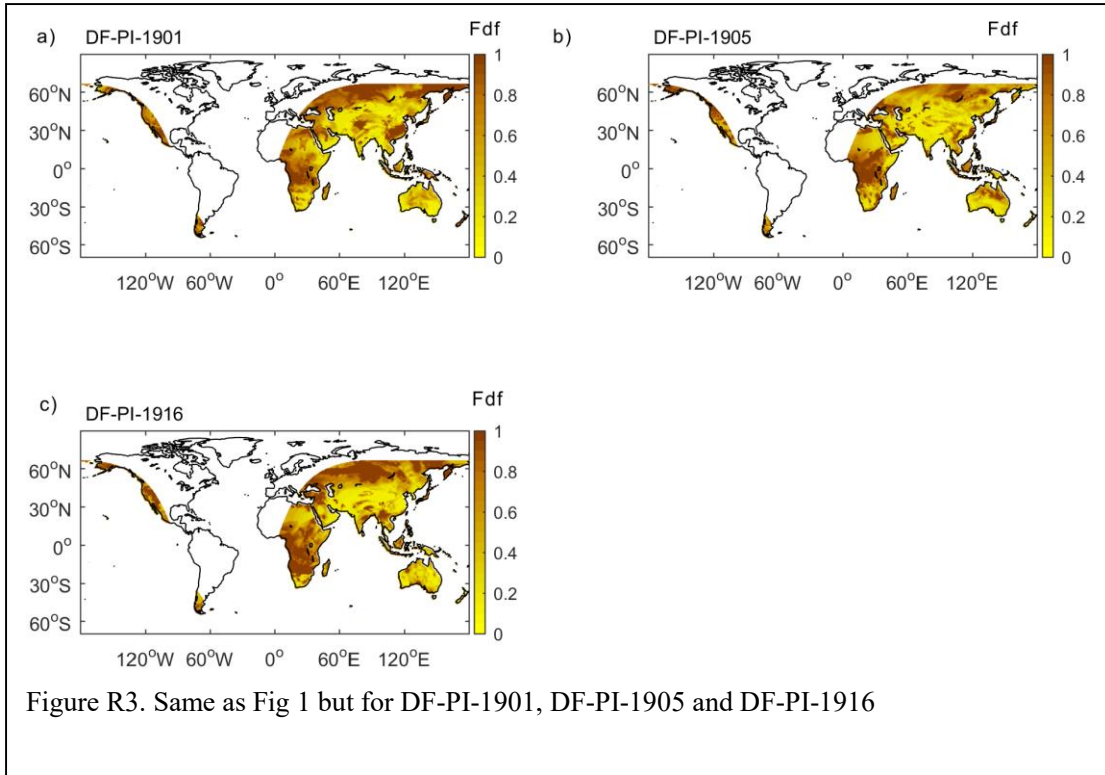 a) DF-PI-1901 Fdf
1
60°N
0.8
30°N
0.6
0°
0.4
30°S
0.2
60°S
0
120°W 60°W 0° 60°E 120°E
b) DF-PI-1905 Fdf
1
60°N
0.8
30°N
0.6
0°
0.4
30°S
0.2
60°S
0
120°W 60°W 0° 60°E 120°E
c) DF-PI-1916 Fdf
1
60°N
0.8
30°N
0.6
0°
0.4
30°S
0.2
60°S
0
120°W 60°W 0° 60°E 120°E
Figure R3. Same as Fig 1 but for DF-PI-1901, DF-PI-1905 and DF-PI-1916